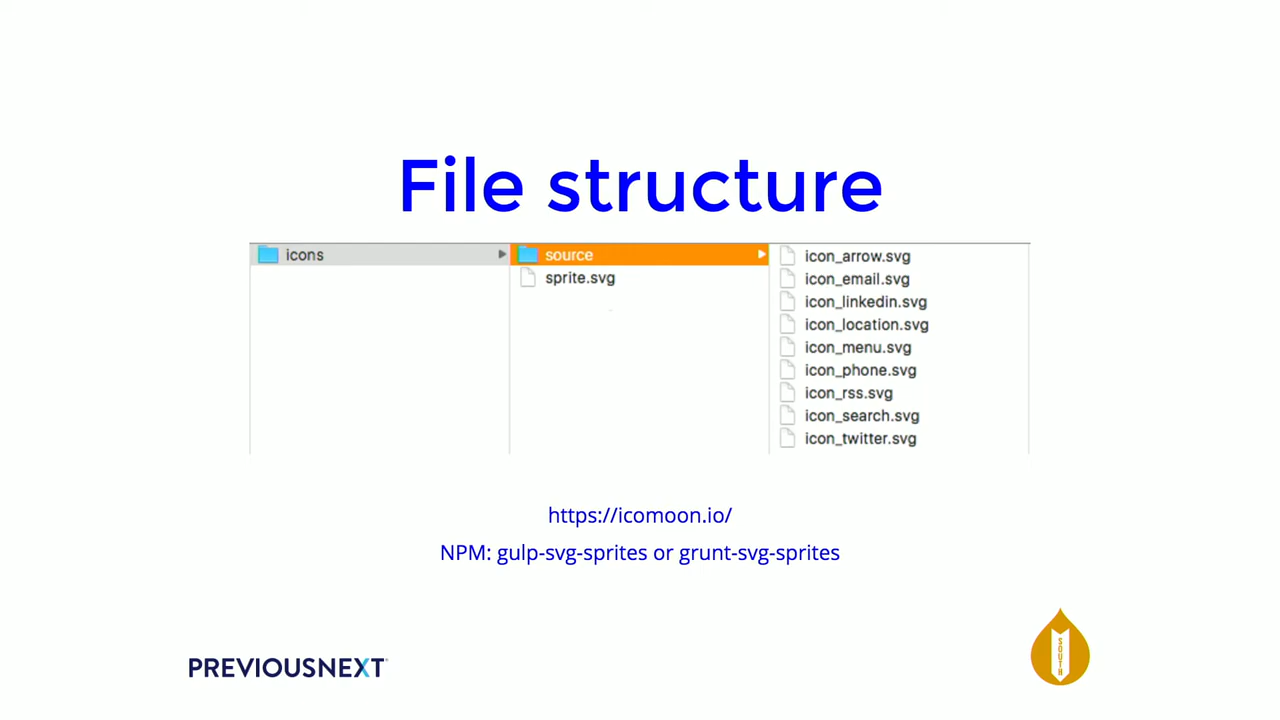 File structure
icons
source
sprite.svg
icon_arrow.svg
icon_email.svg
icon_linkedin.svg
icon_location.svg
icon_menu.svg
icon_phone.svg
icon_rss.svg
icon_search.svg
icon_twitter.svg
https://icomoon.io/
NPM: gulp-svg-sprites or grunt-svg-sprites
PREVIOUSNEXT
SOUTH